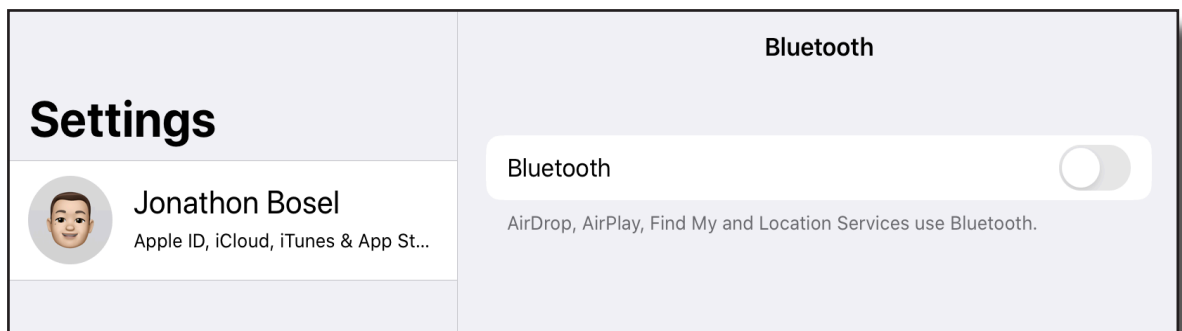 Settings
Jonathon Bosel
Apple ID, iCloud, iTunes & App St...
Bluetooth
Bluetooth
AirDrop, AirPlay, Find My and Location Services use Bluetooth.